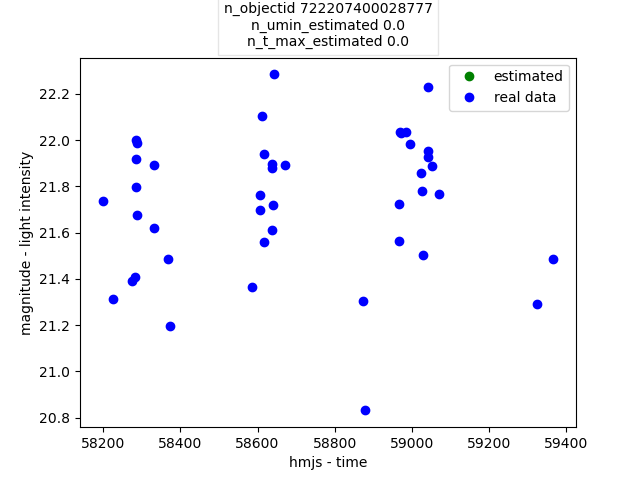 n_objectid 722207400028777
n_umin_estimated 0.0
n_t_max_estimated 0.0
estimated
real data
magnitude - light intensity
22.2
22.0
21.8
21.6
21.4
21.2
21.0
20.8
58200 58400 58600 58800 59000 59200 59400
hmjs - time